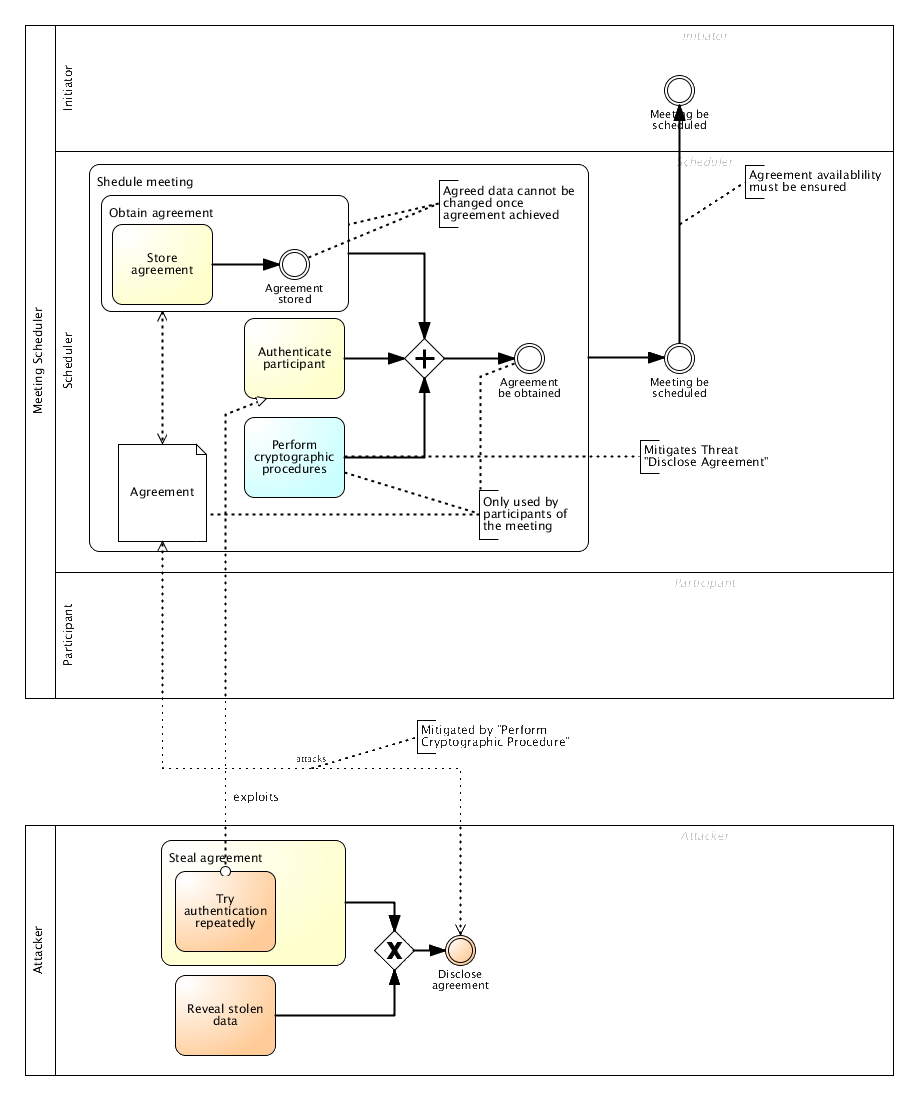 Initiator
Initiator
Meeting be
scheduled
Meeting Scheduler
Scheduler
Scheduler
Shedule meeting
Obtain agreement
Store
agreement
Agreement
stored
Agreed data cannot be
changed once
agreement achieved
Agreement availablility
must be ensured
Authenticate
participant
Agreement
be obtained
Meeting be
scheduled
Perform
cryptographic
procedures
Mitigates Threat
"Disclose Agreement"
Agreement
Only used by
participants of
the meeting
Participant
Participant
Mitigated by "Perform
Cryptographic Procedure"
attacks
exploits
Attacker
Attacker
Steal agreement
Try
authentication
repeatedly
Disclose
agreement
Reveal stolen
data